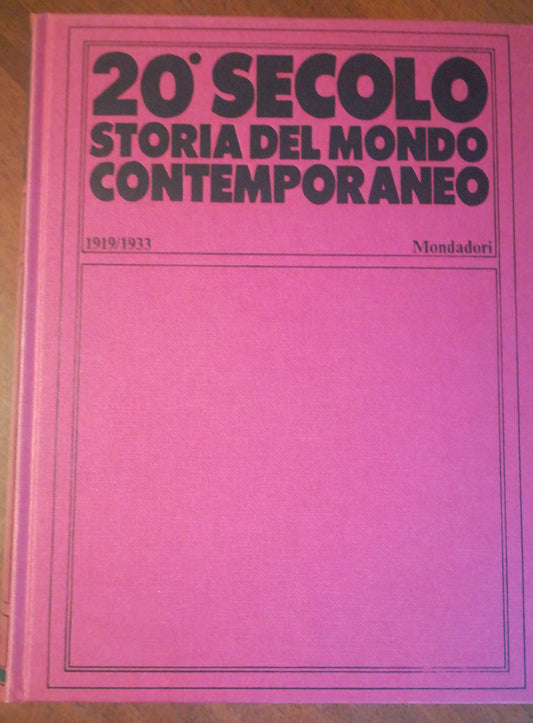 20° SECOLO
STORIA DEL MONDO
CONTEMPORANEO
1919/1933 Mondadori